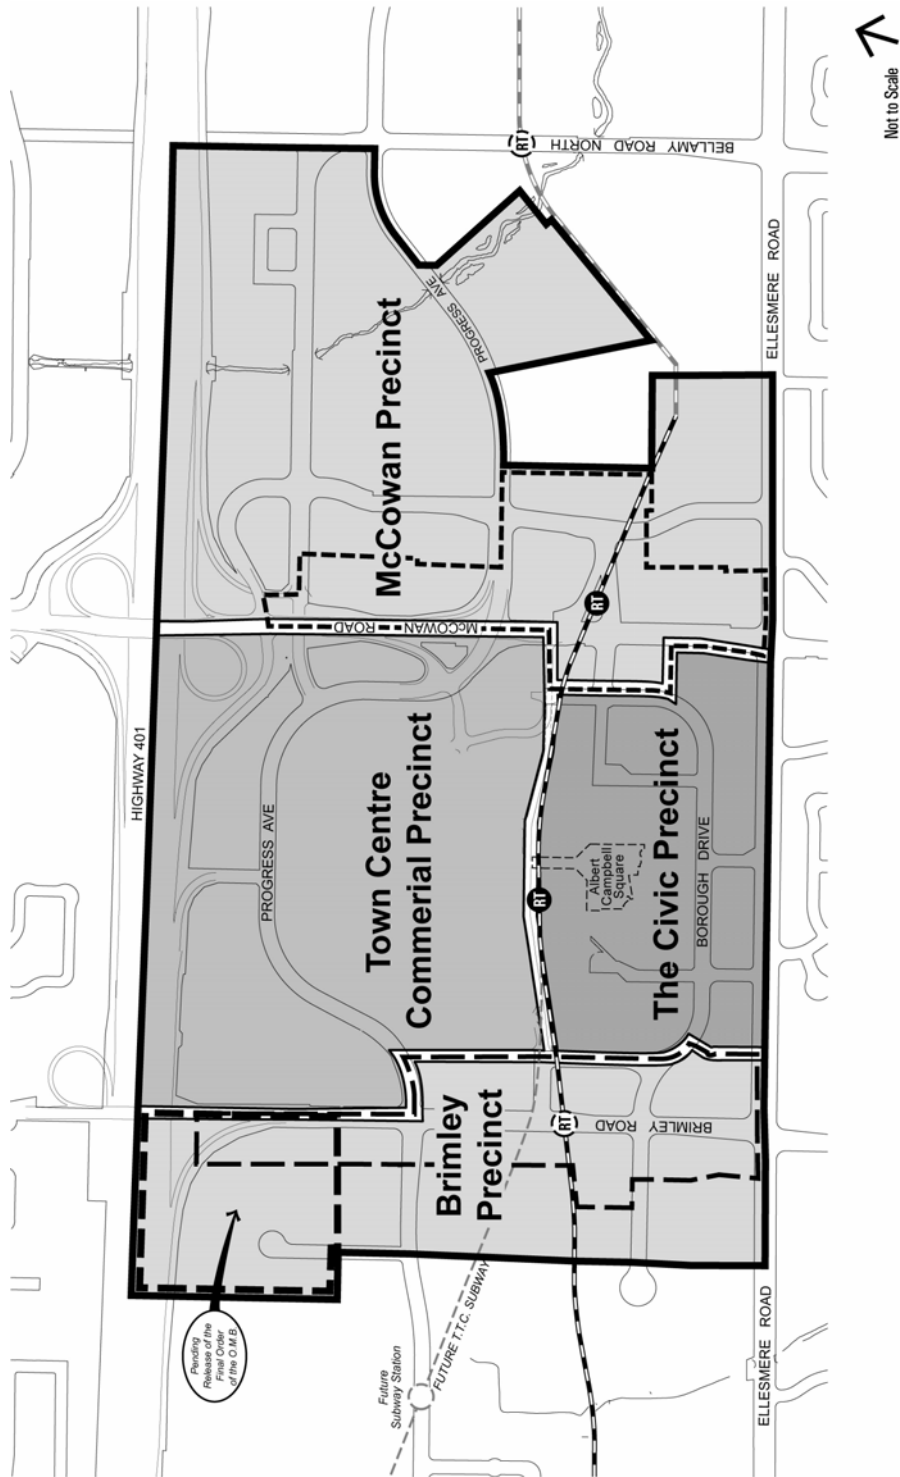 Not to Scale
RT
BELLAMY ROAD NORTH
ELLESMERE ROAD
PROGRESS AVE
McCowan Precinct
RT
McCOWAN ROAD
HIGHWAY 401
PROGRESS AVE
Town Centre
Commerial Precinct
RT
Albert
Campbell
Square
The Civic Precinct
BOROUGH DRIVE
Brimley
Precinct
RT
BRIMLEY ROAD
Pending
Release of the
Final Order
of the O.M.B.
Future
Subway Station
FUTURE T.T.C. SUBWAY
ELLESMERE ROAD